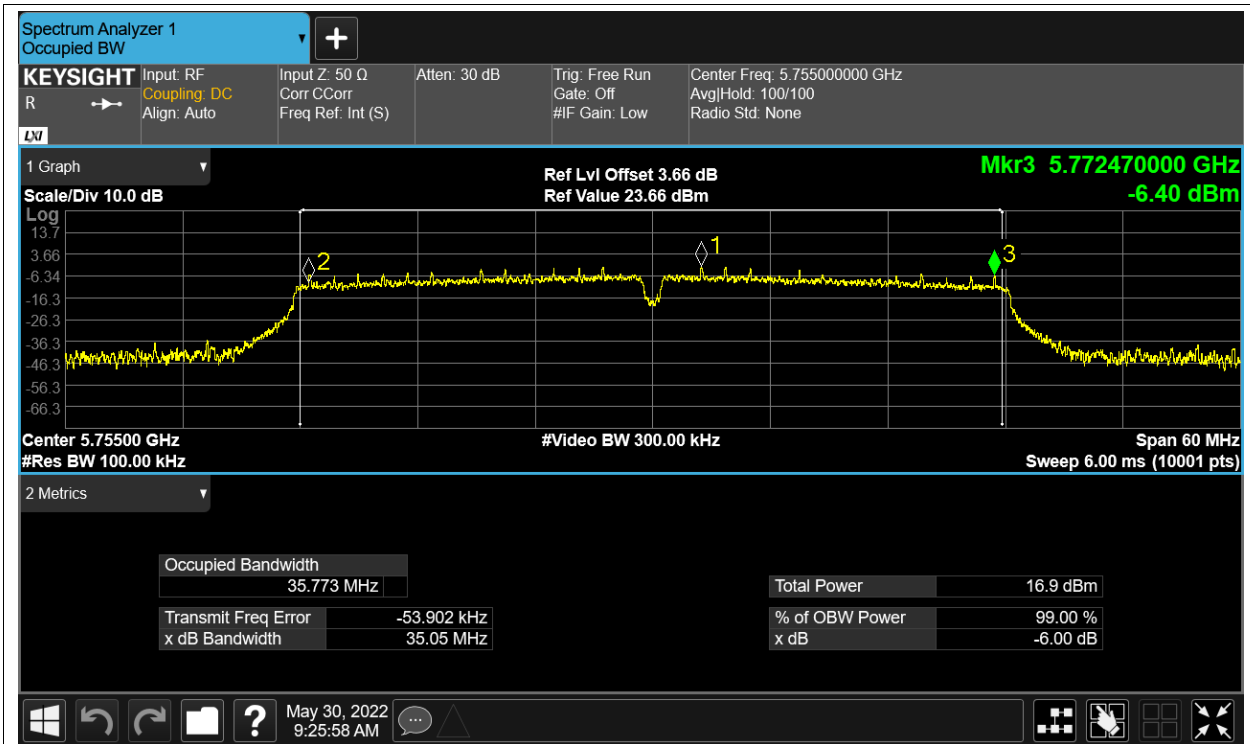 Spectrum Analyzer 1
Occupied BW
KEYSIGHT
R
LXI
Input: RF
Coupling: DC
Align: Auto
Input Z: 50 Ω
Corr CCorr
Freq Ref: Int (S)
Atten: 30 dB
Trig: Free Run
Gate: Off
#IF Gain: Low
Center Freq: 5.755000000 GHz
Avg|Hold: 100/100
Radio Std: None
1 Graph
Scale/Div 10.0 dB
Ref Lvl Offset 3.66 dB
Ref Value 23.66 dBm
Mkr3 5.772470000 GHz
-6.40 dBm
Log
13.7
3.66
-6.34
-16.3
-26.3
-36.3
-46.3
-56.3
-66.3
2
1
3
Center 5.75500 GHz
#Video BW 300.00 kHz
Span 60 MHz
#Res BW 100.00 kHz
Sweep 6.00 ms (10001 pts)
2 Metrics
Occupied Bandwidth
35.773 MHz
Transmit Freq Error -53.902 kHz
x dB Bandwidth 35.05 MHz
Total Power 16.9 dBm
% of OBW Power 99.00 %
x dB -6.00 dB
?
May 30, 2022
9:25:58 AM